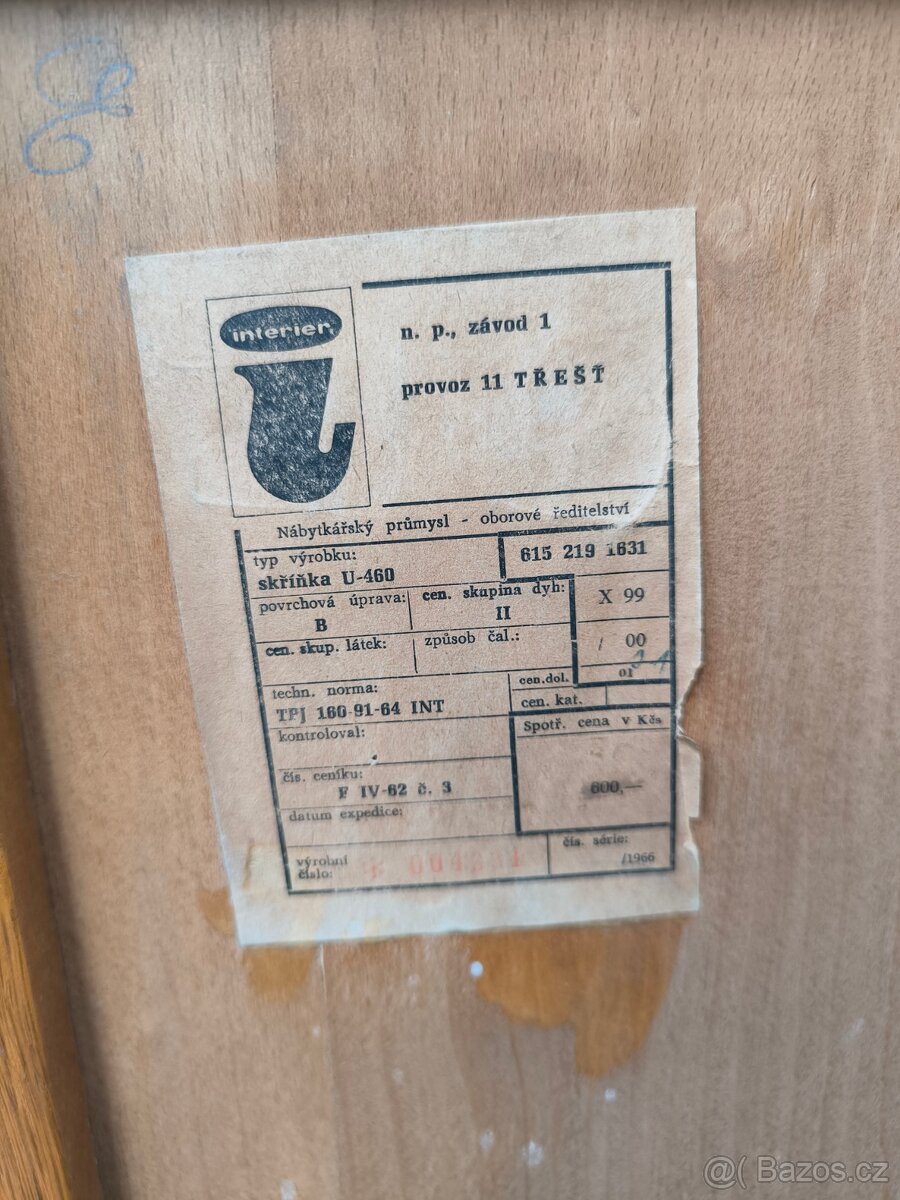 interier
n. p., závod 1
provoz 11 TŘEŠŤ
Nábytkářský průmysl - oborové ředitelství
typ výrobku:
skříňka U-460
615 219 1631
povrchová úprava:
B
cen. skupina dyh:
II
X 99
cen. skup. látek:
způsob čal.:
/ 00
techn. norma:
TPJ 160-91-64 INT
cen.dol.
01
cen. kat.
kontroloval:
Spotř. cena v Kčs
600,—
čís. ceníku:
F IV-62 č. 3
datum expedice:
výrobní
číslo:
čís. série:
/1966
@( Bazos.cz